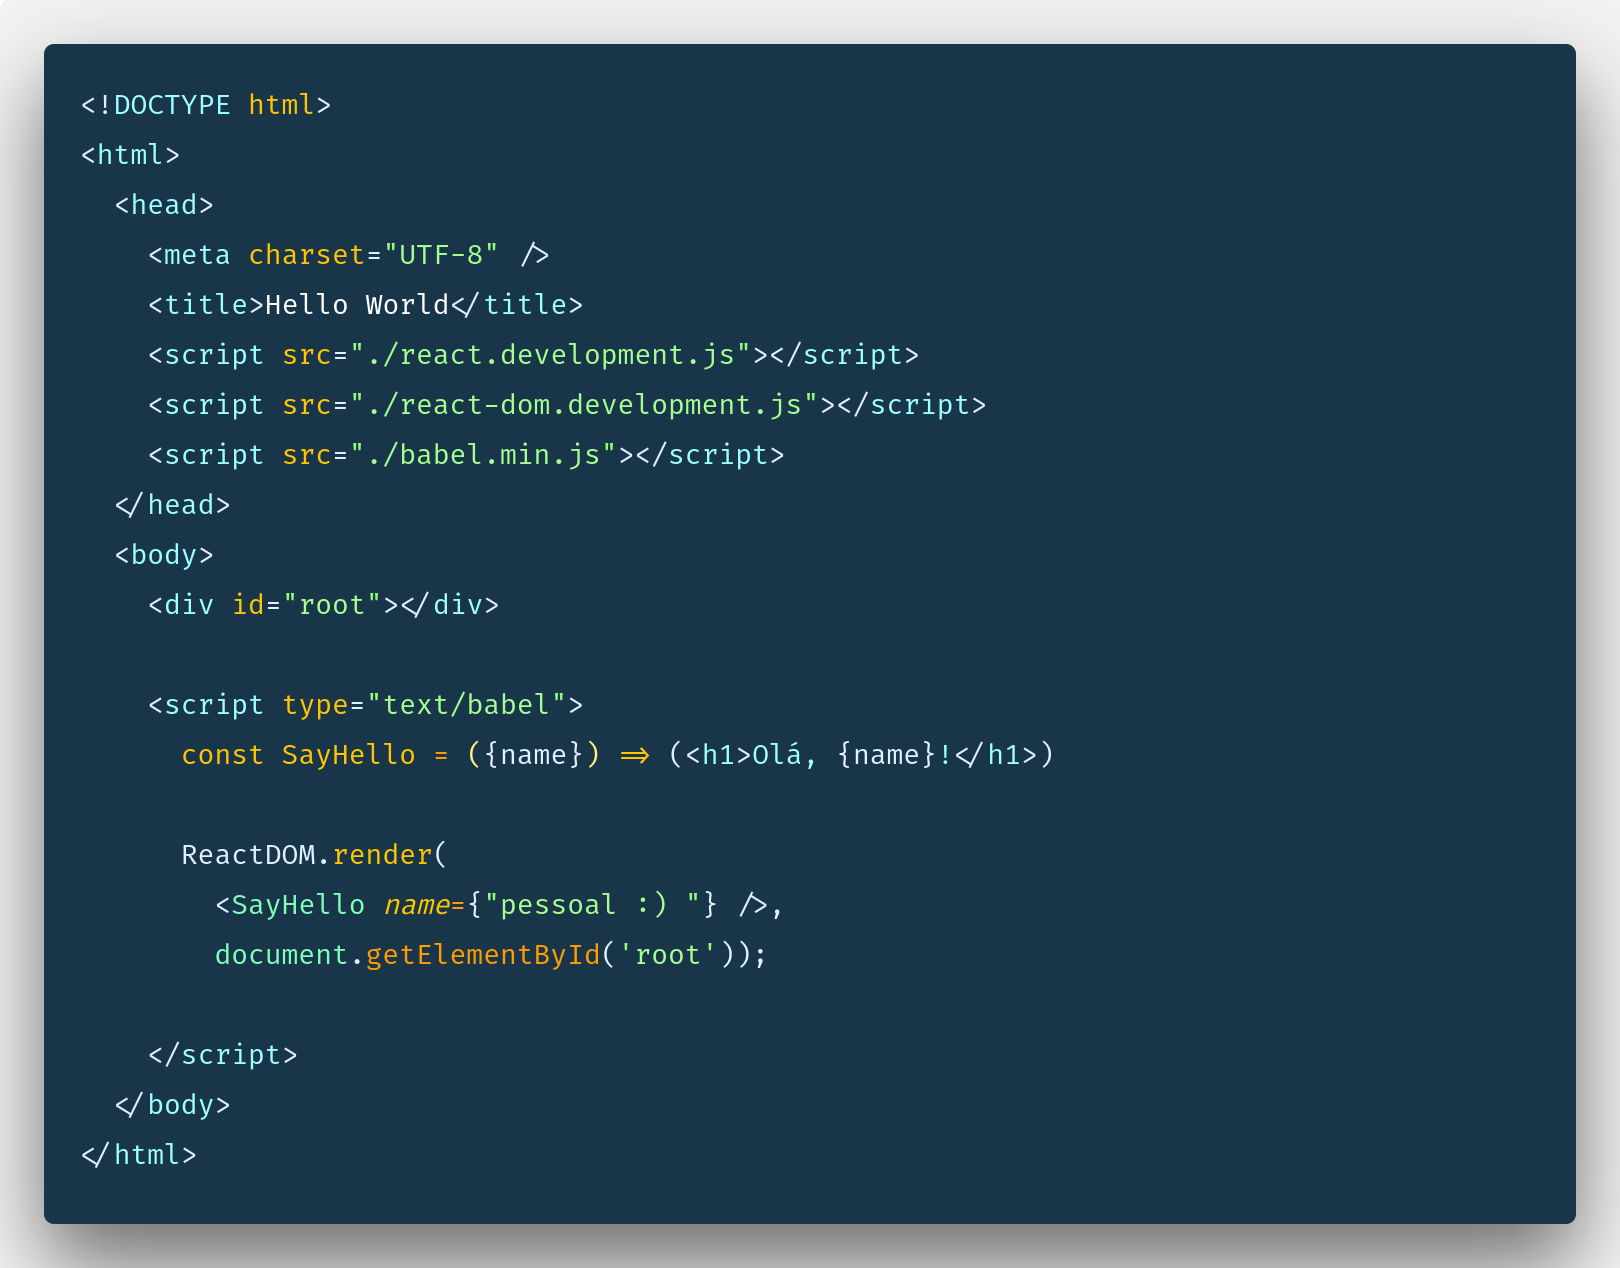 <!DOCTYPE html>
<html>
  <head>
    <meta charset="UTF-8" />
    <title>Hello World</title>
    <script src="./react.development.js"></script>
    <script src="./react-dom.development.js"></script>
    <script src="./babel.min.js"></script>
  </head>
  <body>
    <div id="root"></div>

    <script type="text/babel">
      const SayHello = ({name}) => (<h1>Olá, {name}!</h1>)

      ReactDOM.render(
        <SayHello name={"pessoal :) "} />,
        document.getElementById('root'));

    </script>
  </body>
</html>